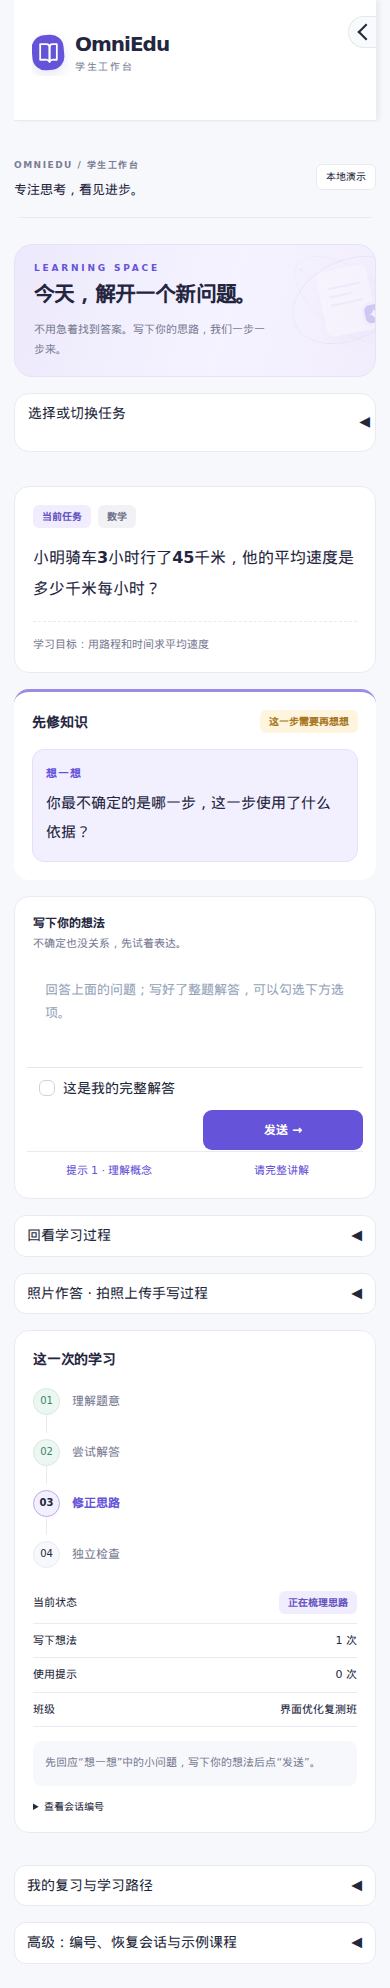 OmniEdu
学生工作台
OMNIEDU / 学生工作台
专注思考，看见进步。
本地演示
LEARNING SPACE
今天，解开一个新问题。
不用急着找到答案。写下你的思路，我们一步一
步来。
选择或切换任务
当前任务 数学
小明骑车3小时行了45千米，他的平均速度是
多少千米每小时？
学习目标：用路程和时间求平均速度
先修知识
这一步需要再想想
想一想
你最不确定的是哪一步，这一步使用了什么
依据？
写下你的想法
不确定也没关系，先试着表达。
回答上面的问题；写好了整题解答，可以勾选下方选
项。
这是我的完整解答
发送 →
提示 1 · 理解概念 请完整讲解
回看学习过程
照片作答 · 拍照上传手写过程
这一次的学习
01 理解题意
02 尝试解答
03 修正思路
04 独立检查
当前状态 正在梳理思路
写下想法 1 次
使用提示 0 次
班级 界面优化复测班
先回应“想一想”中的小问题，写下你的想法后点“发送”。
查看会话编号
我的复习与学习路径
高级：编号、恢复会话与示例课程